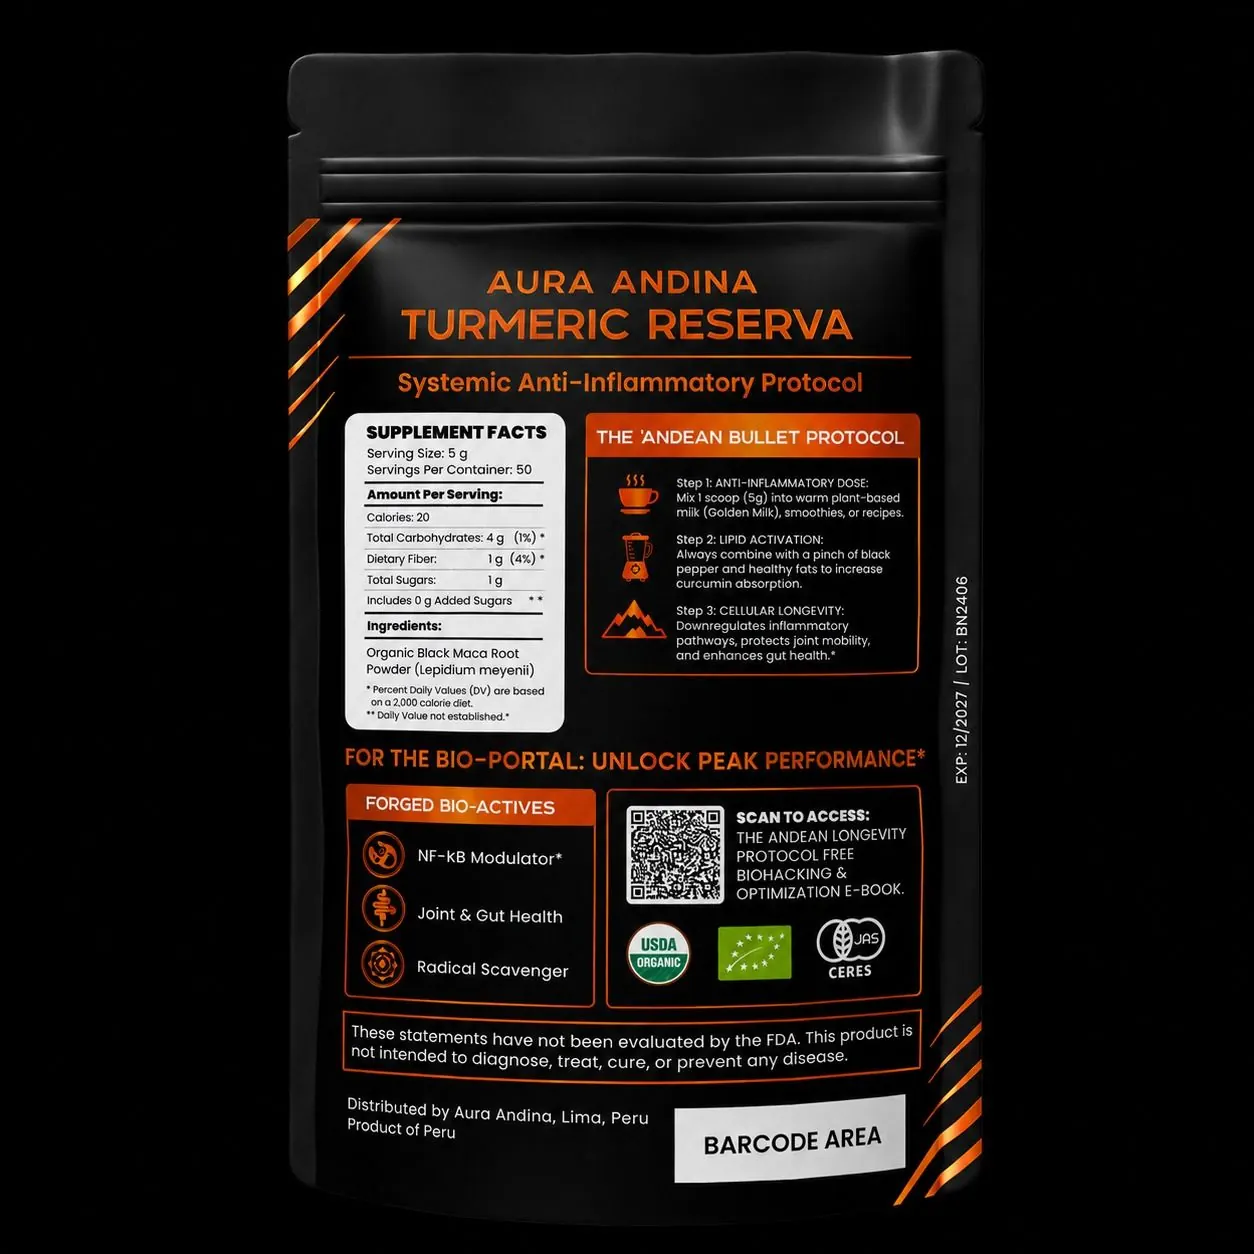 AURA ANDINA
TURMERIC RESERVA
Systemic Anti-Inflammatory Protocol
SUPPLEMENT FACTS
Serving Size: 5 g
Servings Per Container: 50
Amount Per Serving:
Calories: 20
Total Carbohydrates: 4 g (1%) *
Dietary Fiber: 1 g (4%) *
Total Sugars: 1 g
Includes 0 g Added Sugars **
Ingredients:
Organic Black Maca Root
Powder (Lepidium meyenii)
* Percent Daily Values (DV) are based
on a 2,000 calorie diet.
** Daily Value not established.*
THE 'ANDEAN BULLET PROTOCOL
Step 1: ANTI-INFLAMMATORY DOSE:
Mix 1 scoop (5g) into warm plant-based
milk (Golden Milk), smoothies, or recipes.
Step 2: LIPID ACTIVATION:
Always combine with a pinch of black
pepper and healthy fats to increase
curcumin absorption.
Step 3: CELLULAR LONGEVITY:
Downregulates inflammatory
pathways, protects joint mobility,
and enhances gut health.*
EXP: 12/2027 | LOT: BN2406
FOR THE BIO-PORTAL: UNLOCK PEAK PERFORMANCE*
FORGED BIO-ACTIVES
NF-kB Modulator*
Joint & Gut Health
Radical Scavenger
SCAN TO ACCESS:
THE ANDEAN LONGEVITY
PROTOCOL FREE
BIOHACKING &
OPTIMIZATION E-BOOK.
USDA
ORGANIC
JAS
CERES
These statements have not been evaluated by the FDA. This product is
not intended to diagnose, treat, cure, or prevent any disease.
Distributed by Aura Andina, Lima, Peru
Product of Peru
BARCODE AREA